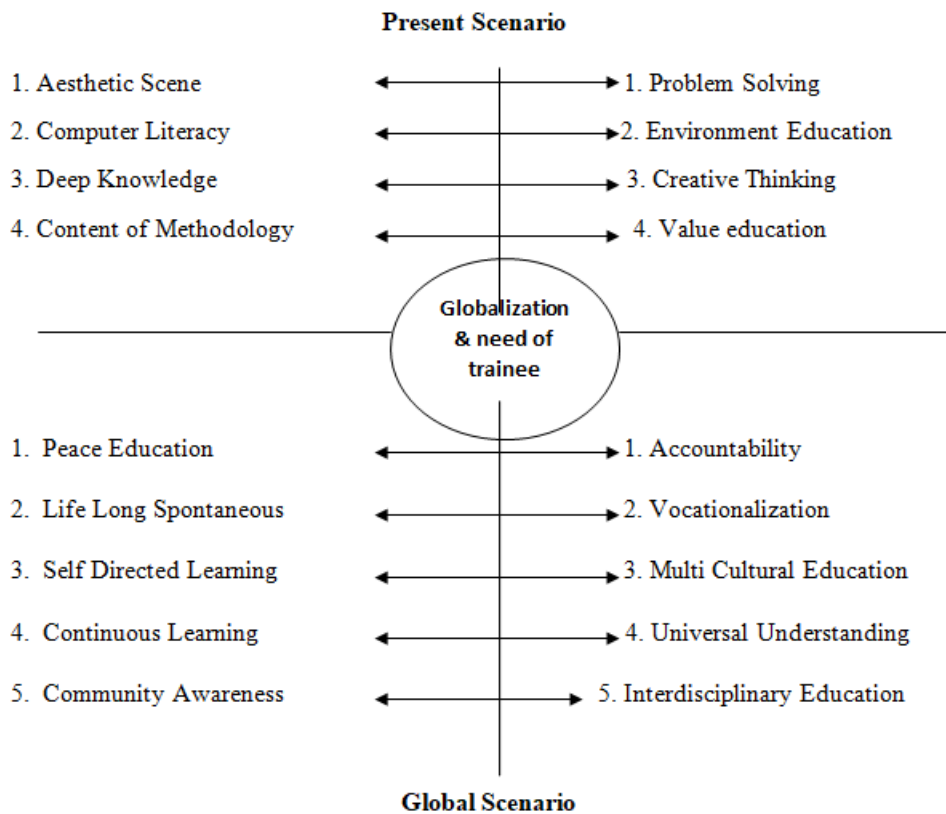 Present Scenario
1. Aesthetic Scene
1. Problem Solving
2. Computer Literacy
2. Environment Education
3. Deep Knowledge
3. Creative Thinking
4. Content of Methodology
4. Value education
Globalization
& need of
trainee
1. Peace Education
1. Accountability
2. Life Long Spontaneous
2. Vocationalization
3. Self Directed Learning
3. Multi Cultural Education
4. Continuous Learning
4. Universal Understanding
5. Community Awareness
5. Interdisciplinary Education
Global Scenario